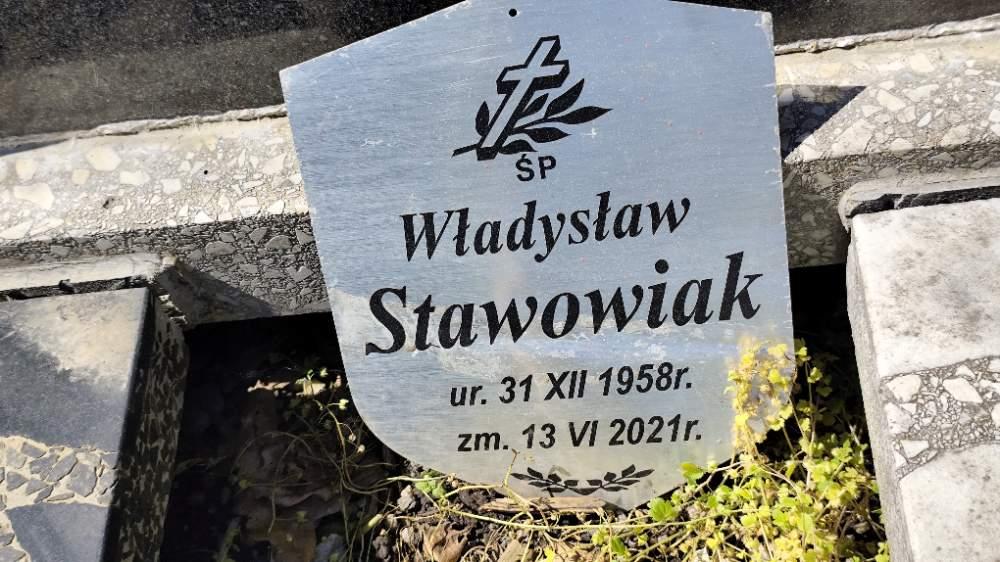 ŚP
Władysław
Stawowiak
ur. 31 XII 1958r.
zm. 13 VI 2021r.